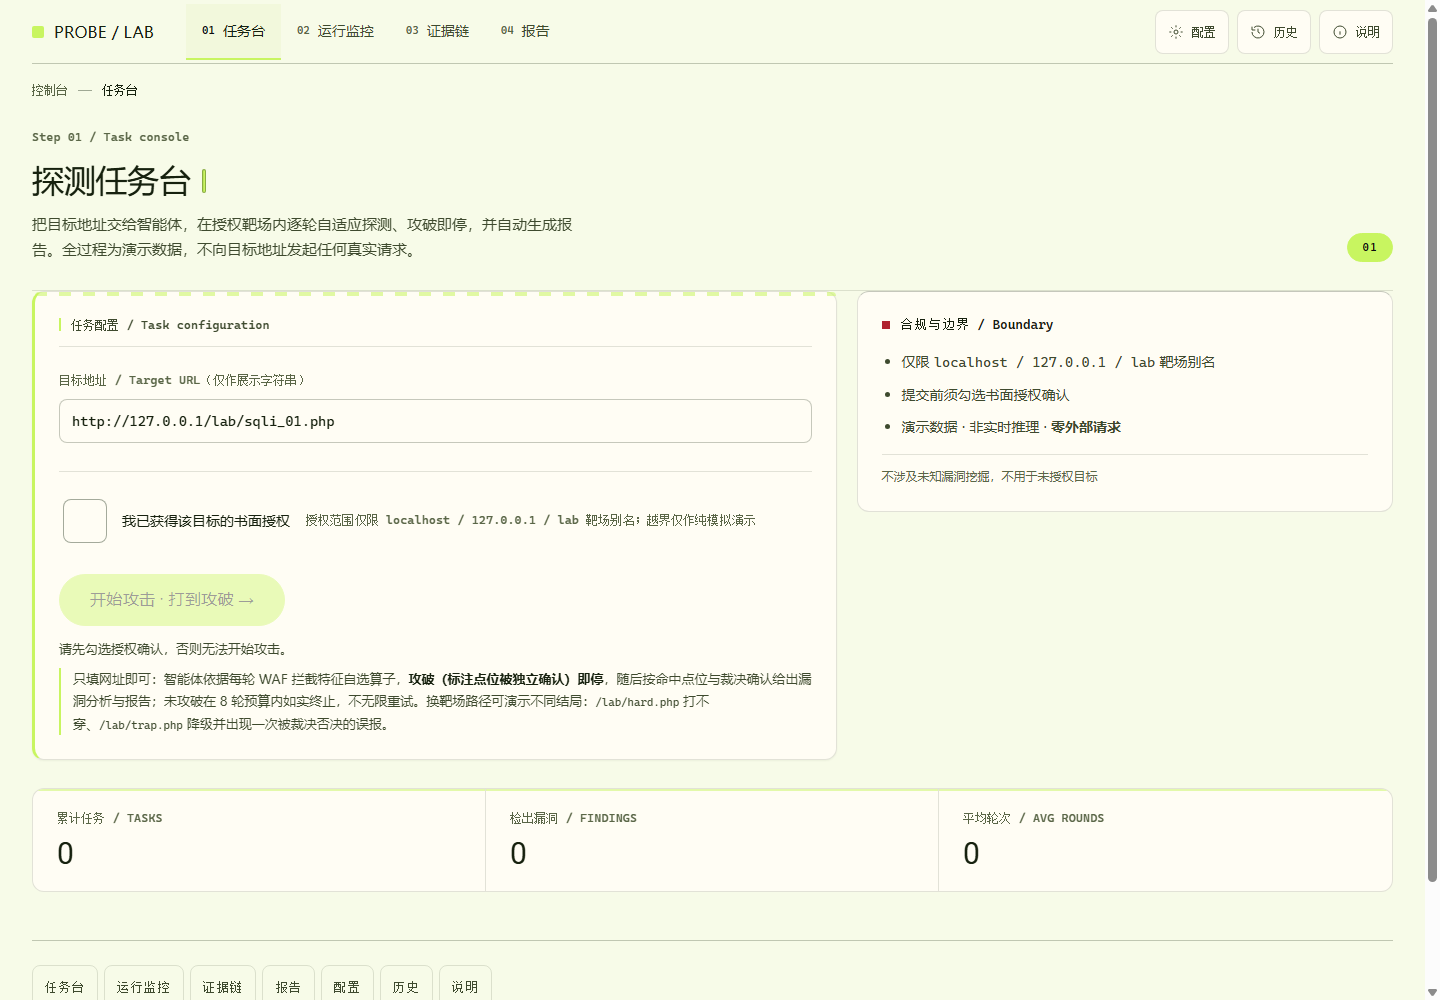 PROBE / LAB
01 任务台
02 运行监控
03 证据链
04 报告
配置
历史
说明
控制台 — 任务台
Step 01 / Task console
探测任务台
把目标地址交给智能体，在授权靶场内逐轮自适应探测、攻破即停，并自动生成报
告。全过程为演示数据，不向目标地址发起任何真实请求。
01
任务配置 / Task configuration
目标地址 / Target URL（仅作展示字符串）
http://127.0.0.1/lab/sqli_01.php
我已获得该目标的书面授权 授权范围仅限 localhost / 127.0.0.1 / lab 靶场别名；越界仅作纯模拟演示
开始攻击 · 打到攻破 →
请先勾选授权确认，否则无法开始攻击。
只填网址即可：智能体依据每轮 WAF 拦截特征自选算子，攻破（标注点位被独立确认）即停，随后按命中点位与裁决确认给出漏
洞分析与报告；未攻破在 8 轮预算内如实终止，不无限重试。换靶场路径可演示不同结局：/lab/hard.php 打不
穿、/lab/trap.php 降级并出现一次被裁决否决的误报。
合规与边界 / Boundary
仅限 localhost / 127.0.0.1 / lab 靶场别名
提交前须勾选书面授权确认
演示数据 · 非实时推理 · 零外部请求
不涉及未知漏洞挖掘，不用于未授权目标
累计任务 / TASKS
0
检出漏洞 / FINDINGS
0
平均轮次 / AVG ROUNDS
0
任务台
运行监控
证据链
报告
配置
历史
说明